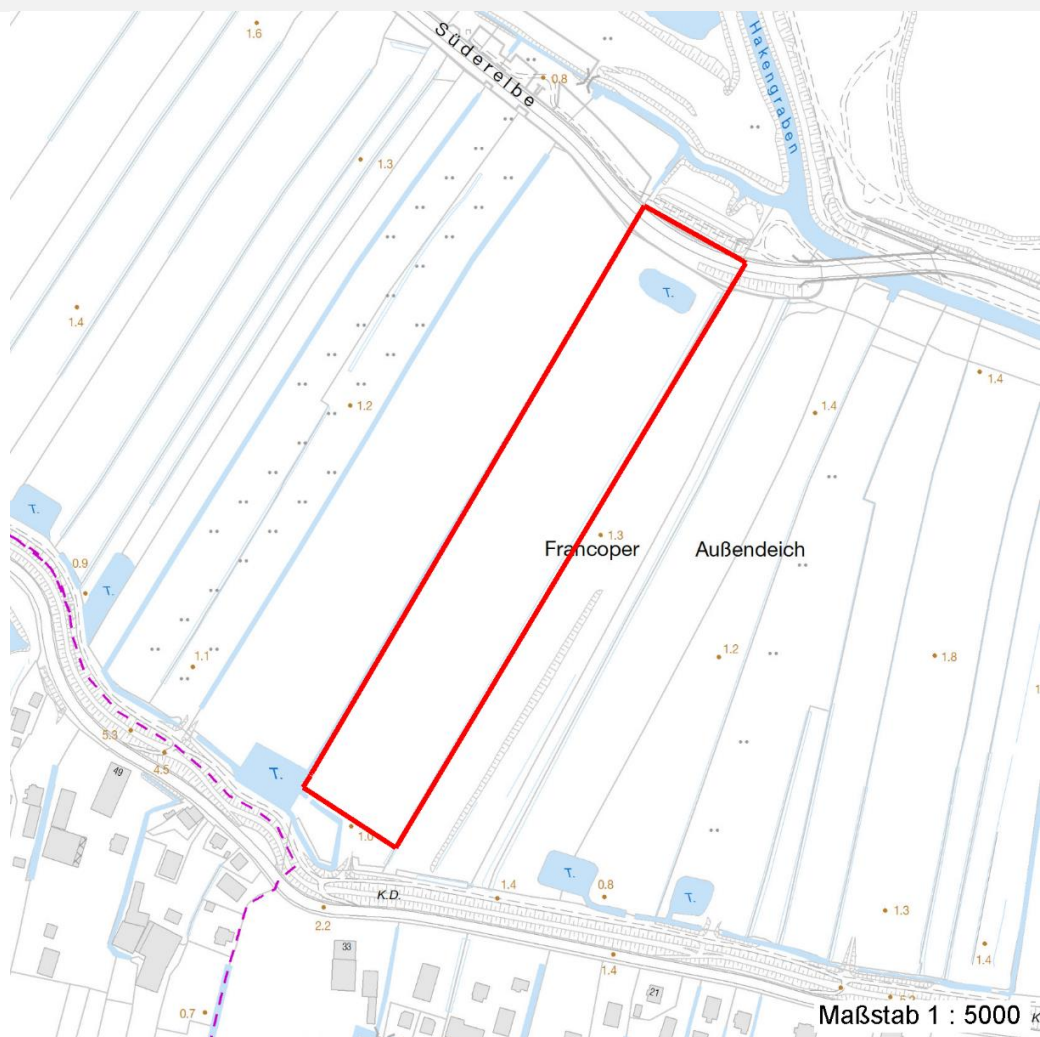 1.6
Süderelbe
0.8
Hakengraben
1.3
1.4
T.
1.4
1.2
1.4
T.
1.3
Francoper
Außendeich
0.9
T.
1.2
1.8
1.1
5.3
4.5
T.
49
1.0
T.
0.8
T.
K.D.
1.4
1.3
2.2
33
1.4
1.4
21
0.7
Maßstab 1 : 5000